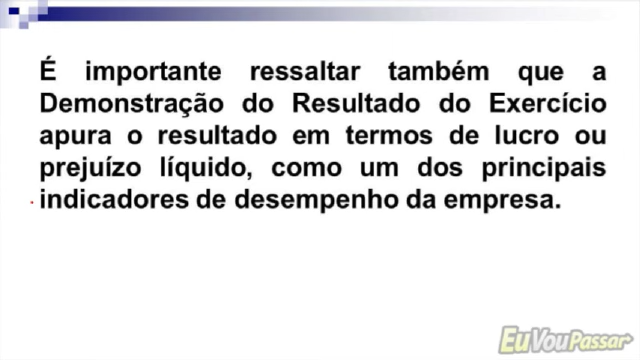 É importante ressaltar também que a
Demonstração do Resultado do Exercício
apura o resultado em termos de lucro ou
prejuízo líquido, como um dos principais
indicadores de desempenho da empresa.
EuVouPassar